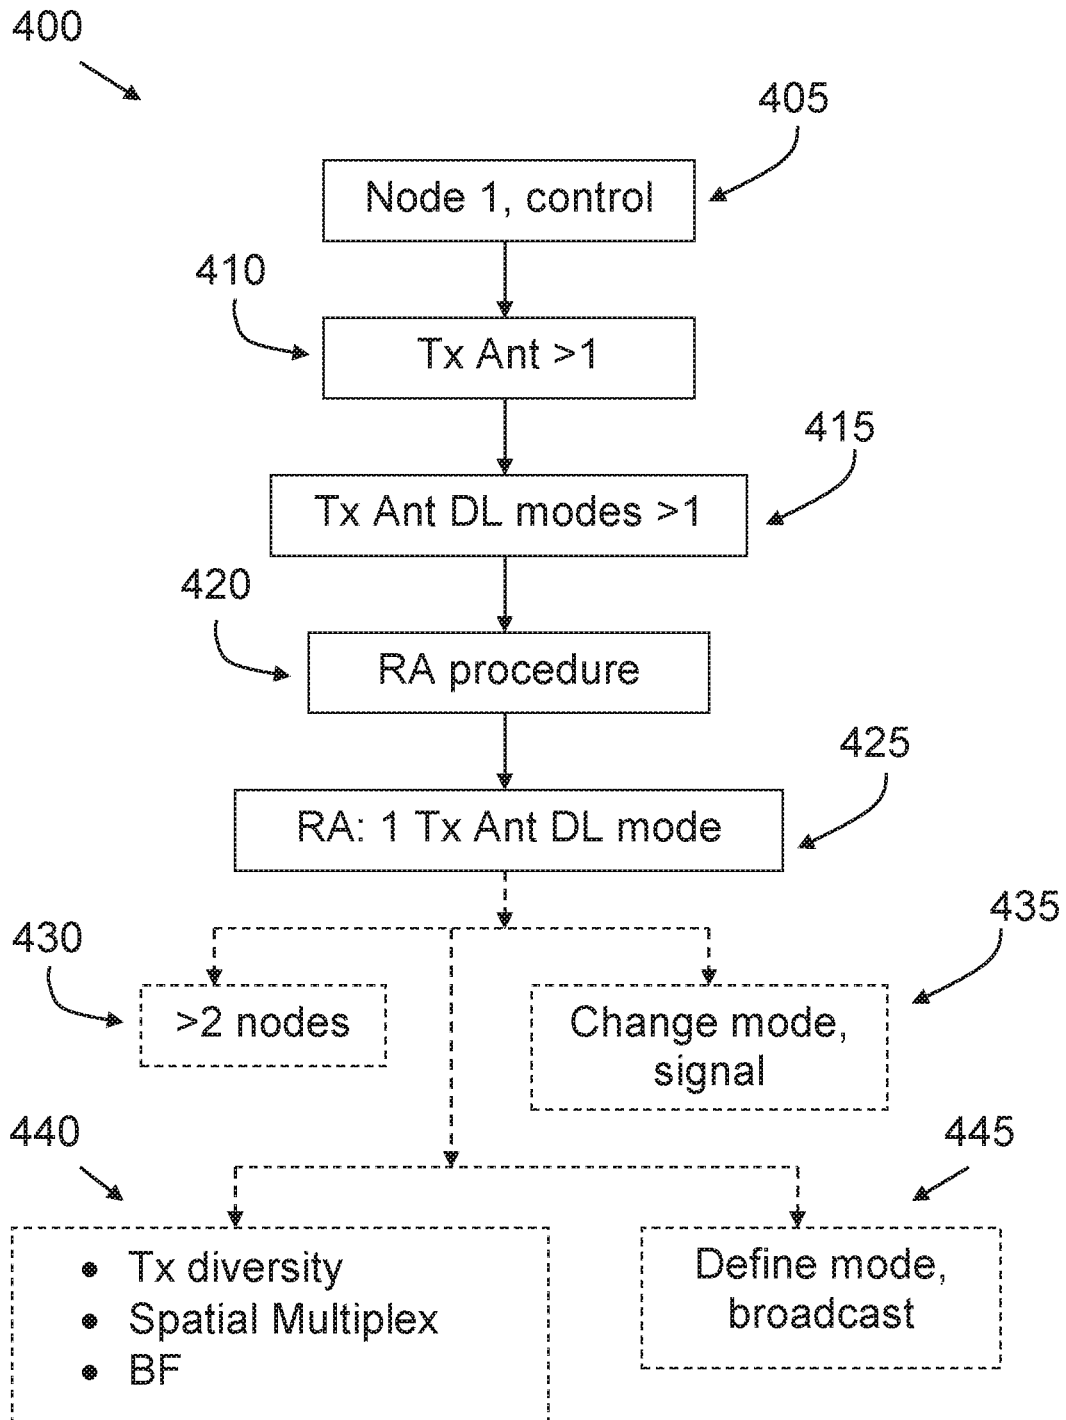 400
405
Node 1, control
410
Tx Ant >1
415
Tx Ant DL modes >1
420
RA procedure
425
RA: 1 Tx Ant DL mode
430
435
>2 nodes
Change mode,
signal
440
445
• Tx diversity
• Spatial Multiplex
• BF
Define mode,
broadcast